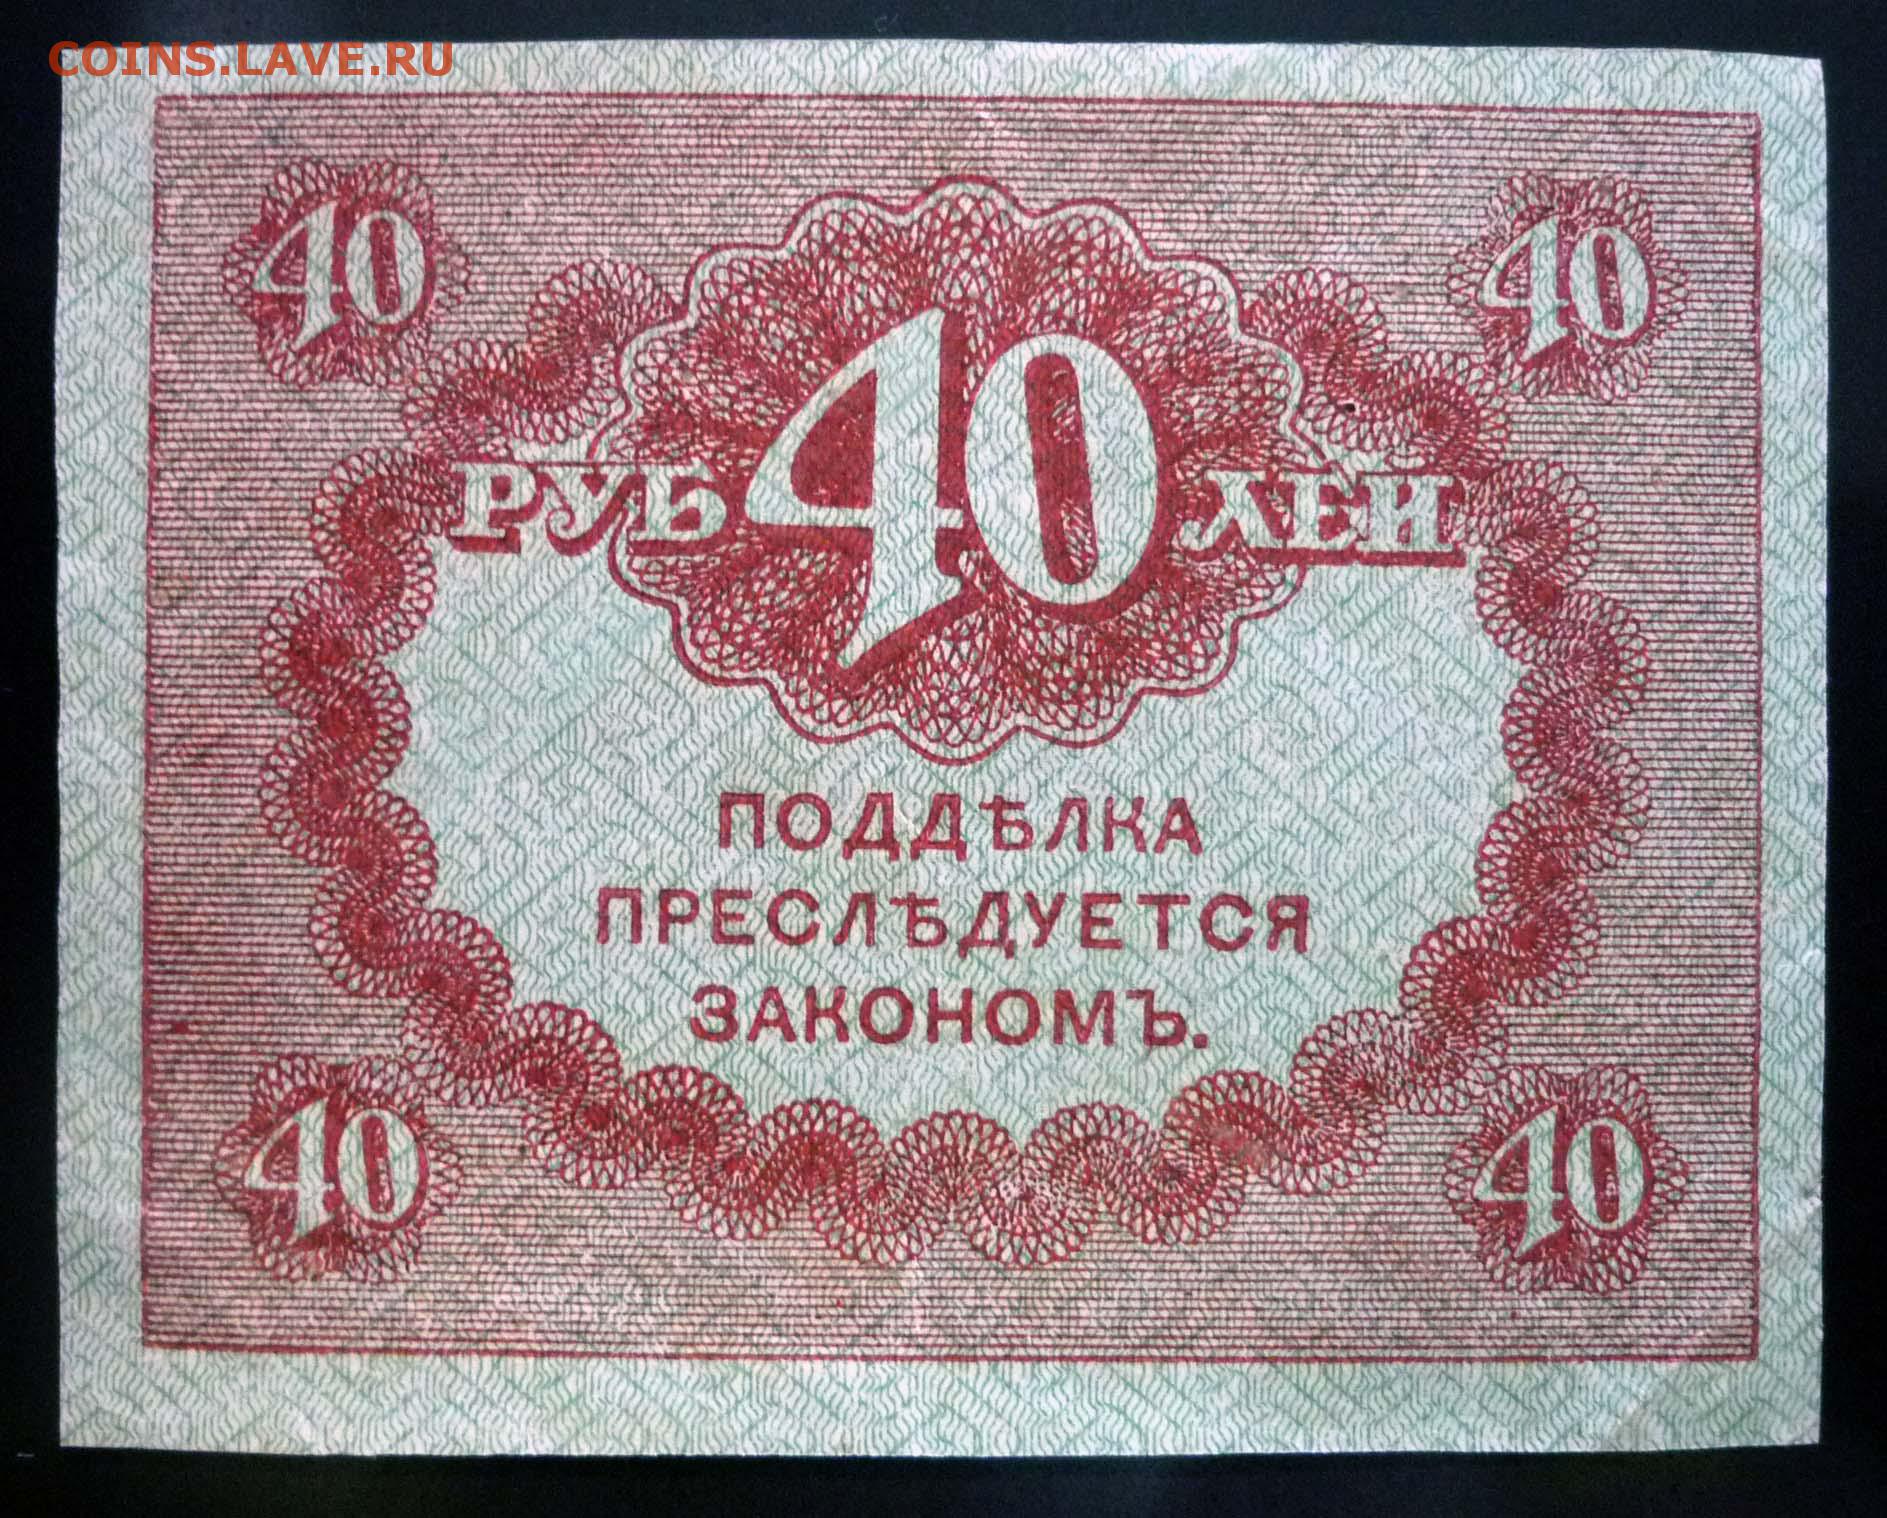 COINS.LAVE.RU
40 40
РУБ 40 ЛЕЙ
ПОДДѢЛКА
ПРЕСЛѢДУЕТСЯ
ЗАКОНОМЪ.
40 40